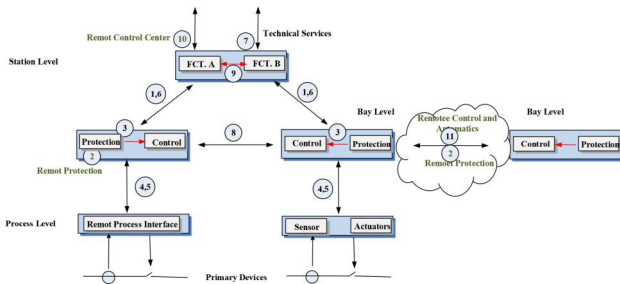 Remot Control Center
10
7
Technical Services
Station Level
FCT. A
FCT. B
9
1,6
1,6
3
Bay Level
3
Bay Level
Protection
Control
8
Control
Protection
Remotee Control and
Automatics
11
Control
Protection
2
Remot Protection
2
Remoet Protection
4,5
4,5
Process Level
Remot Process Interface
Sensor
Actuators
Primary Devices